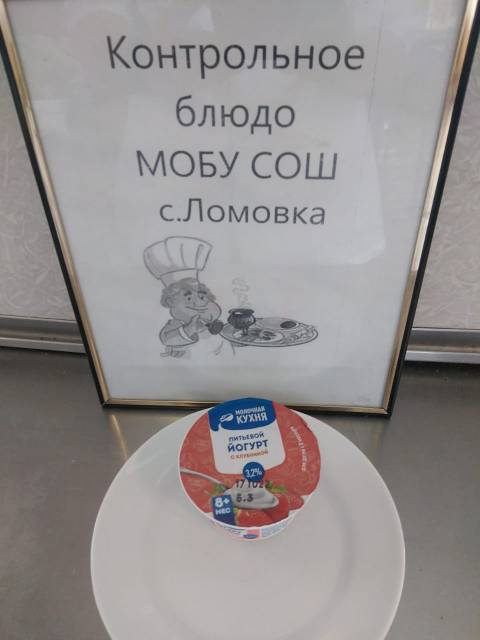 Контрольное
блюдо
МОБУ СОШ
с.Ломовка
МОЛОЧНАЯ
КУХНЯ
ПИТЬЕВОЙ
ЙОГУРТ
С КЛУБНИКОЙ
3,2%
8+
МЕС